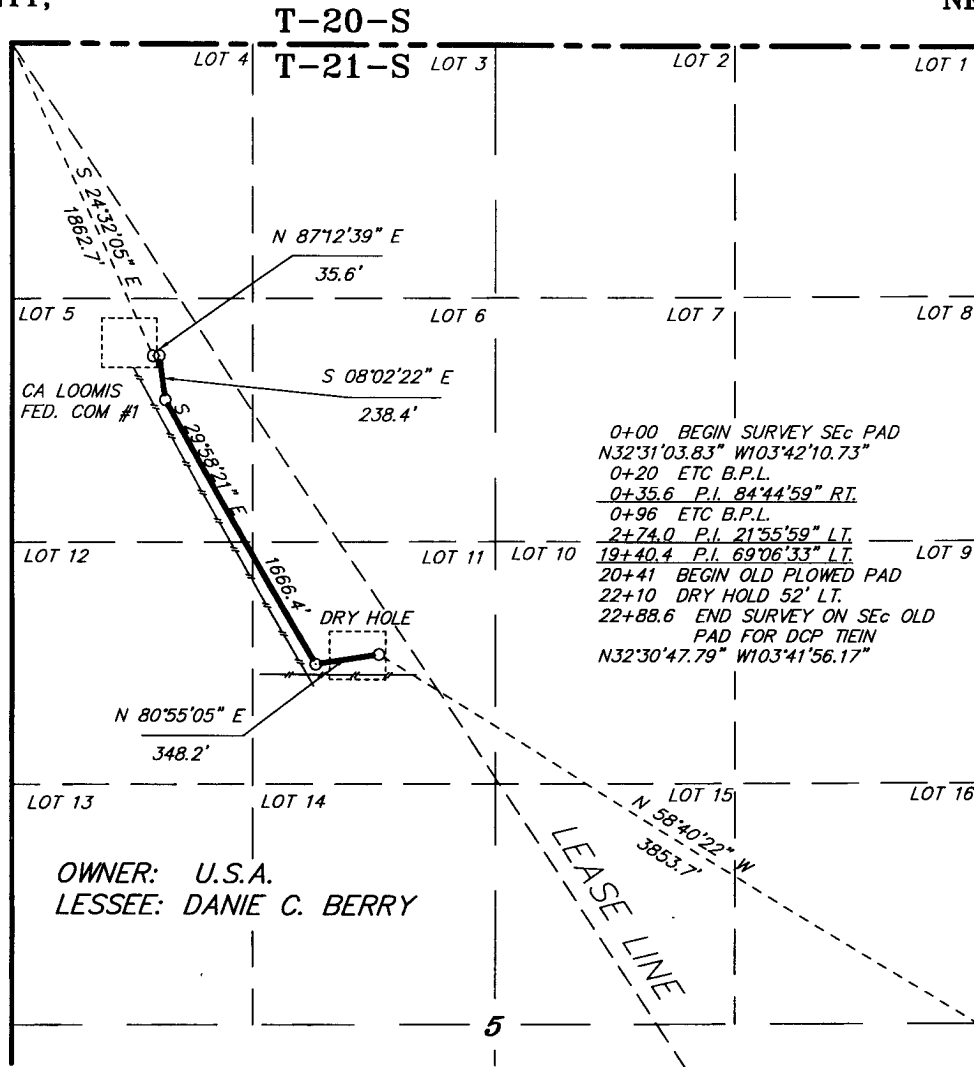 T-20-S
LOT 4 T-21-S LOT 3 LOT 2 LOT 1
S 24°32'05" E
1862.7'
N 87°12'39" E
35.6'
LOT 5 LOT 6 LOT 7 LOT 8
CA LOOMIS
FED. COM #1
S 08°02'22" E
238.4'
S 29°58'21" E
1666.4'
0+00 BEGIN SURVEY SEc PAD
N32°31'03.83" W103°42'10.73"
0+20 ETC B.P.L.
0+35.6 P.I. 84°44'59" RT.
0+96 ETC B.P.L.
2+74.0 P.I. 21°55'59" LT.
19+40.4 P.I. 69°06'33" LT.
20+41 BEGIN OLD PLOWED PAD
22+10 DRY HOLD 52' LT.
22+88.6 END SURVEY ON SEc OLD
PAD FOR DCP TIEIN
N32°30'47.79" W103°41'56.17"
LOT 12 LOT 11 LOT 10 LOT 9
DRY HOLE
N 80°55'05" E
348.2'
LOT 13 LOT 14 LOT 15 LOT 16
N 58°40'22" W
3853.7'
LEASE LINE
OWNER: U.S.A.
LESSEE: DANIE C. BERRY
5